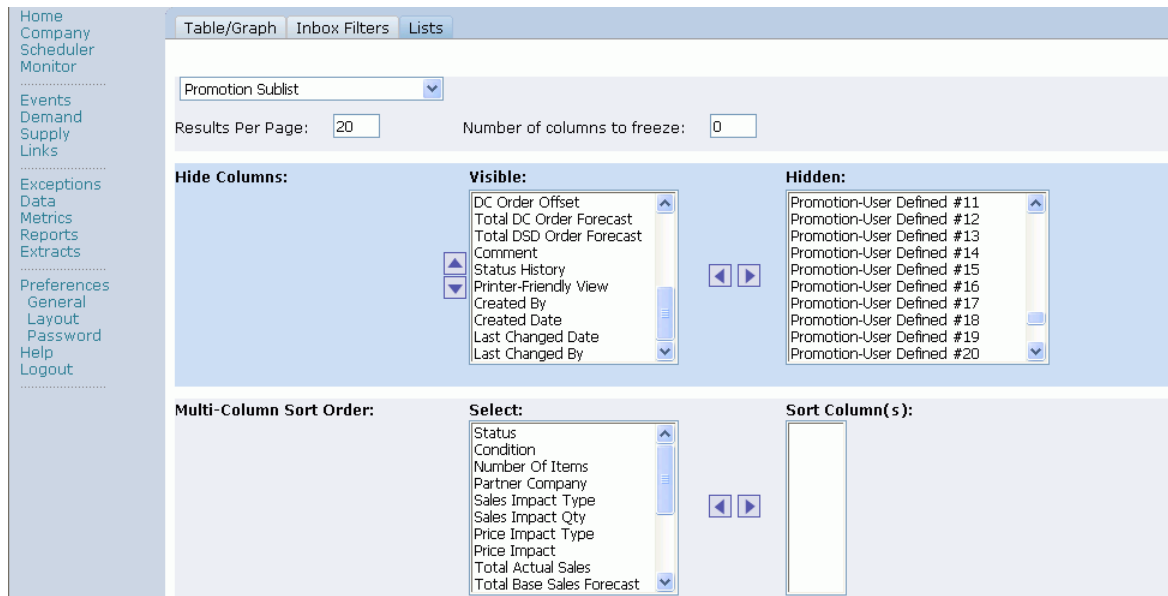 Home
Company
Scheduler
Monitor
Events
Demand
Supply
Links
Exceptions
Data
Metrics
Reports
Extracts
Preferences
General
Layout
Password
Help
Logout
Table/Graph Inbox Filters Lists
Promotion Sublist
Results Per Page: 20 Number of columns to freeze: 0
Hide Columns: Visible: Hidden:
DC Order Offset
Total DC Order Forecast
Total DSD Order Forecast
Comment
Status History
Printer-Friendly View
Created By
Created Date
Last Changed Date
Last Changed By
Promotion-User Defined #11
Promotion-User Defined #12
Promotion-User Defined #13
Promotion-User Defined #14
Promotion-User Defined #15
Promotion-User Defined #16
Promotion-User Defined #17
Promotion-User Defined #18
Promotion-User Defined #19
Promotion-User Defined #20
Multi-Column Sort Order: Select: Sort Column(s):
Status
Condition
Number Of Items
Partner Company
Sales Impact Type
Sales Impact Qty
Price Impact Type
Price Impact
Total Actual Sales
Total Base Sales Forecast